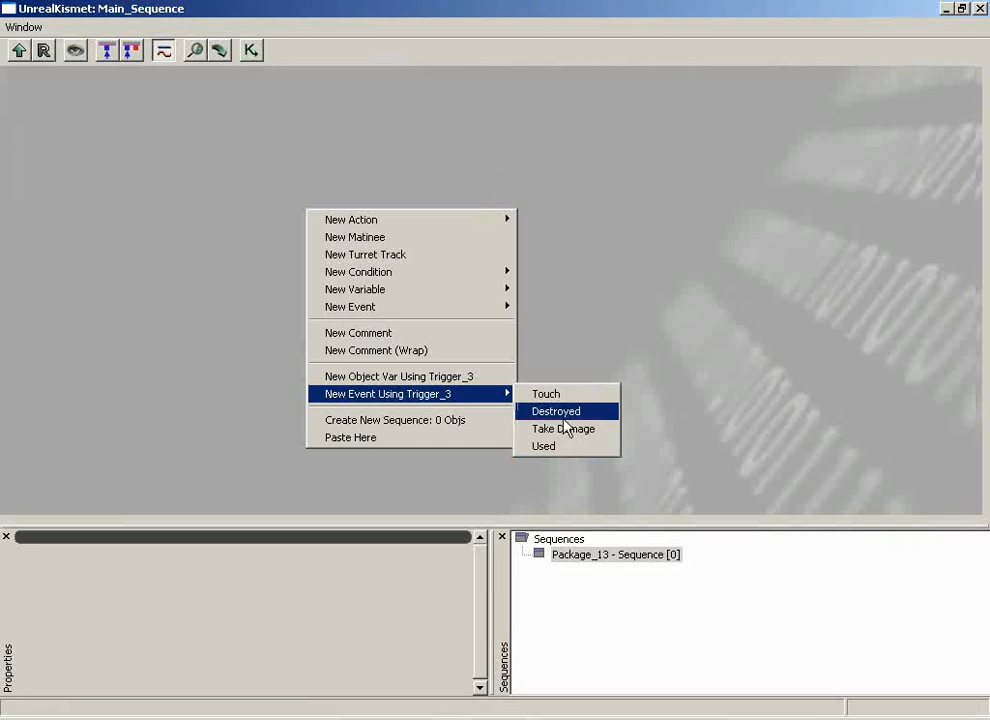 UnrealKismet: Main_Sequence
Window
New Action
New Matinee
New Turret Track
New Condition
New Variable
New Event
New Comment
New Comment (Wrap)
New Object Var Using Trigger_3
New Event Using Trigger_3
Create New Sequence: 0 Objs
Paste Here
Touch
Destroyed
Take Damage
Used
Properties
Sequences
Sequences
Package_13 - Sequence [0]